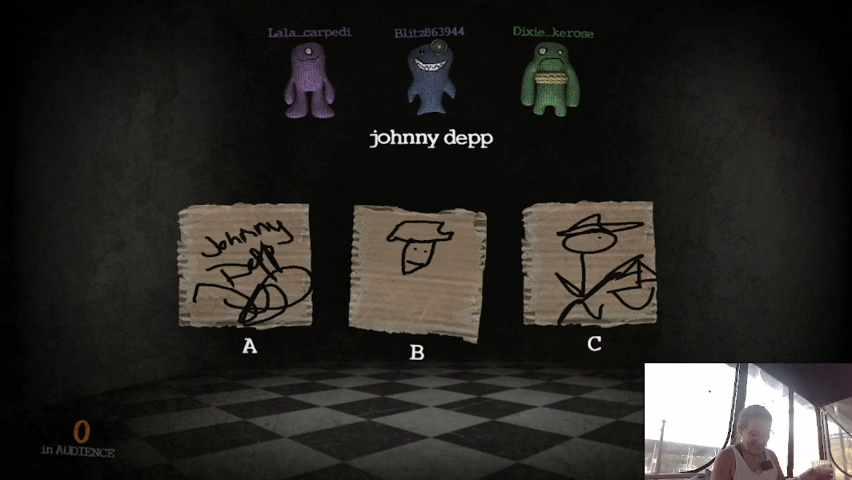 Lala_carpedi
Blitz863944
Dixie_kerose
johnny depp
Johnny
Depp
A
B
C
0
in AUDIENCE